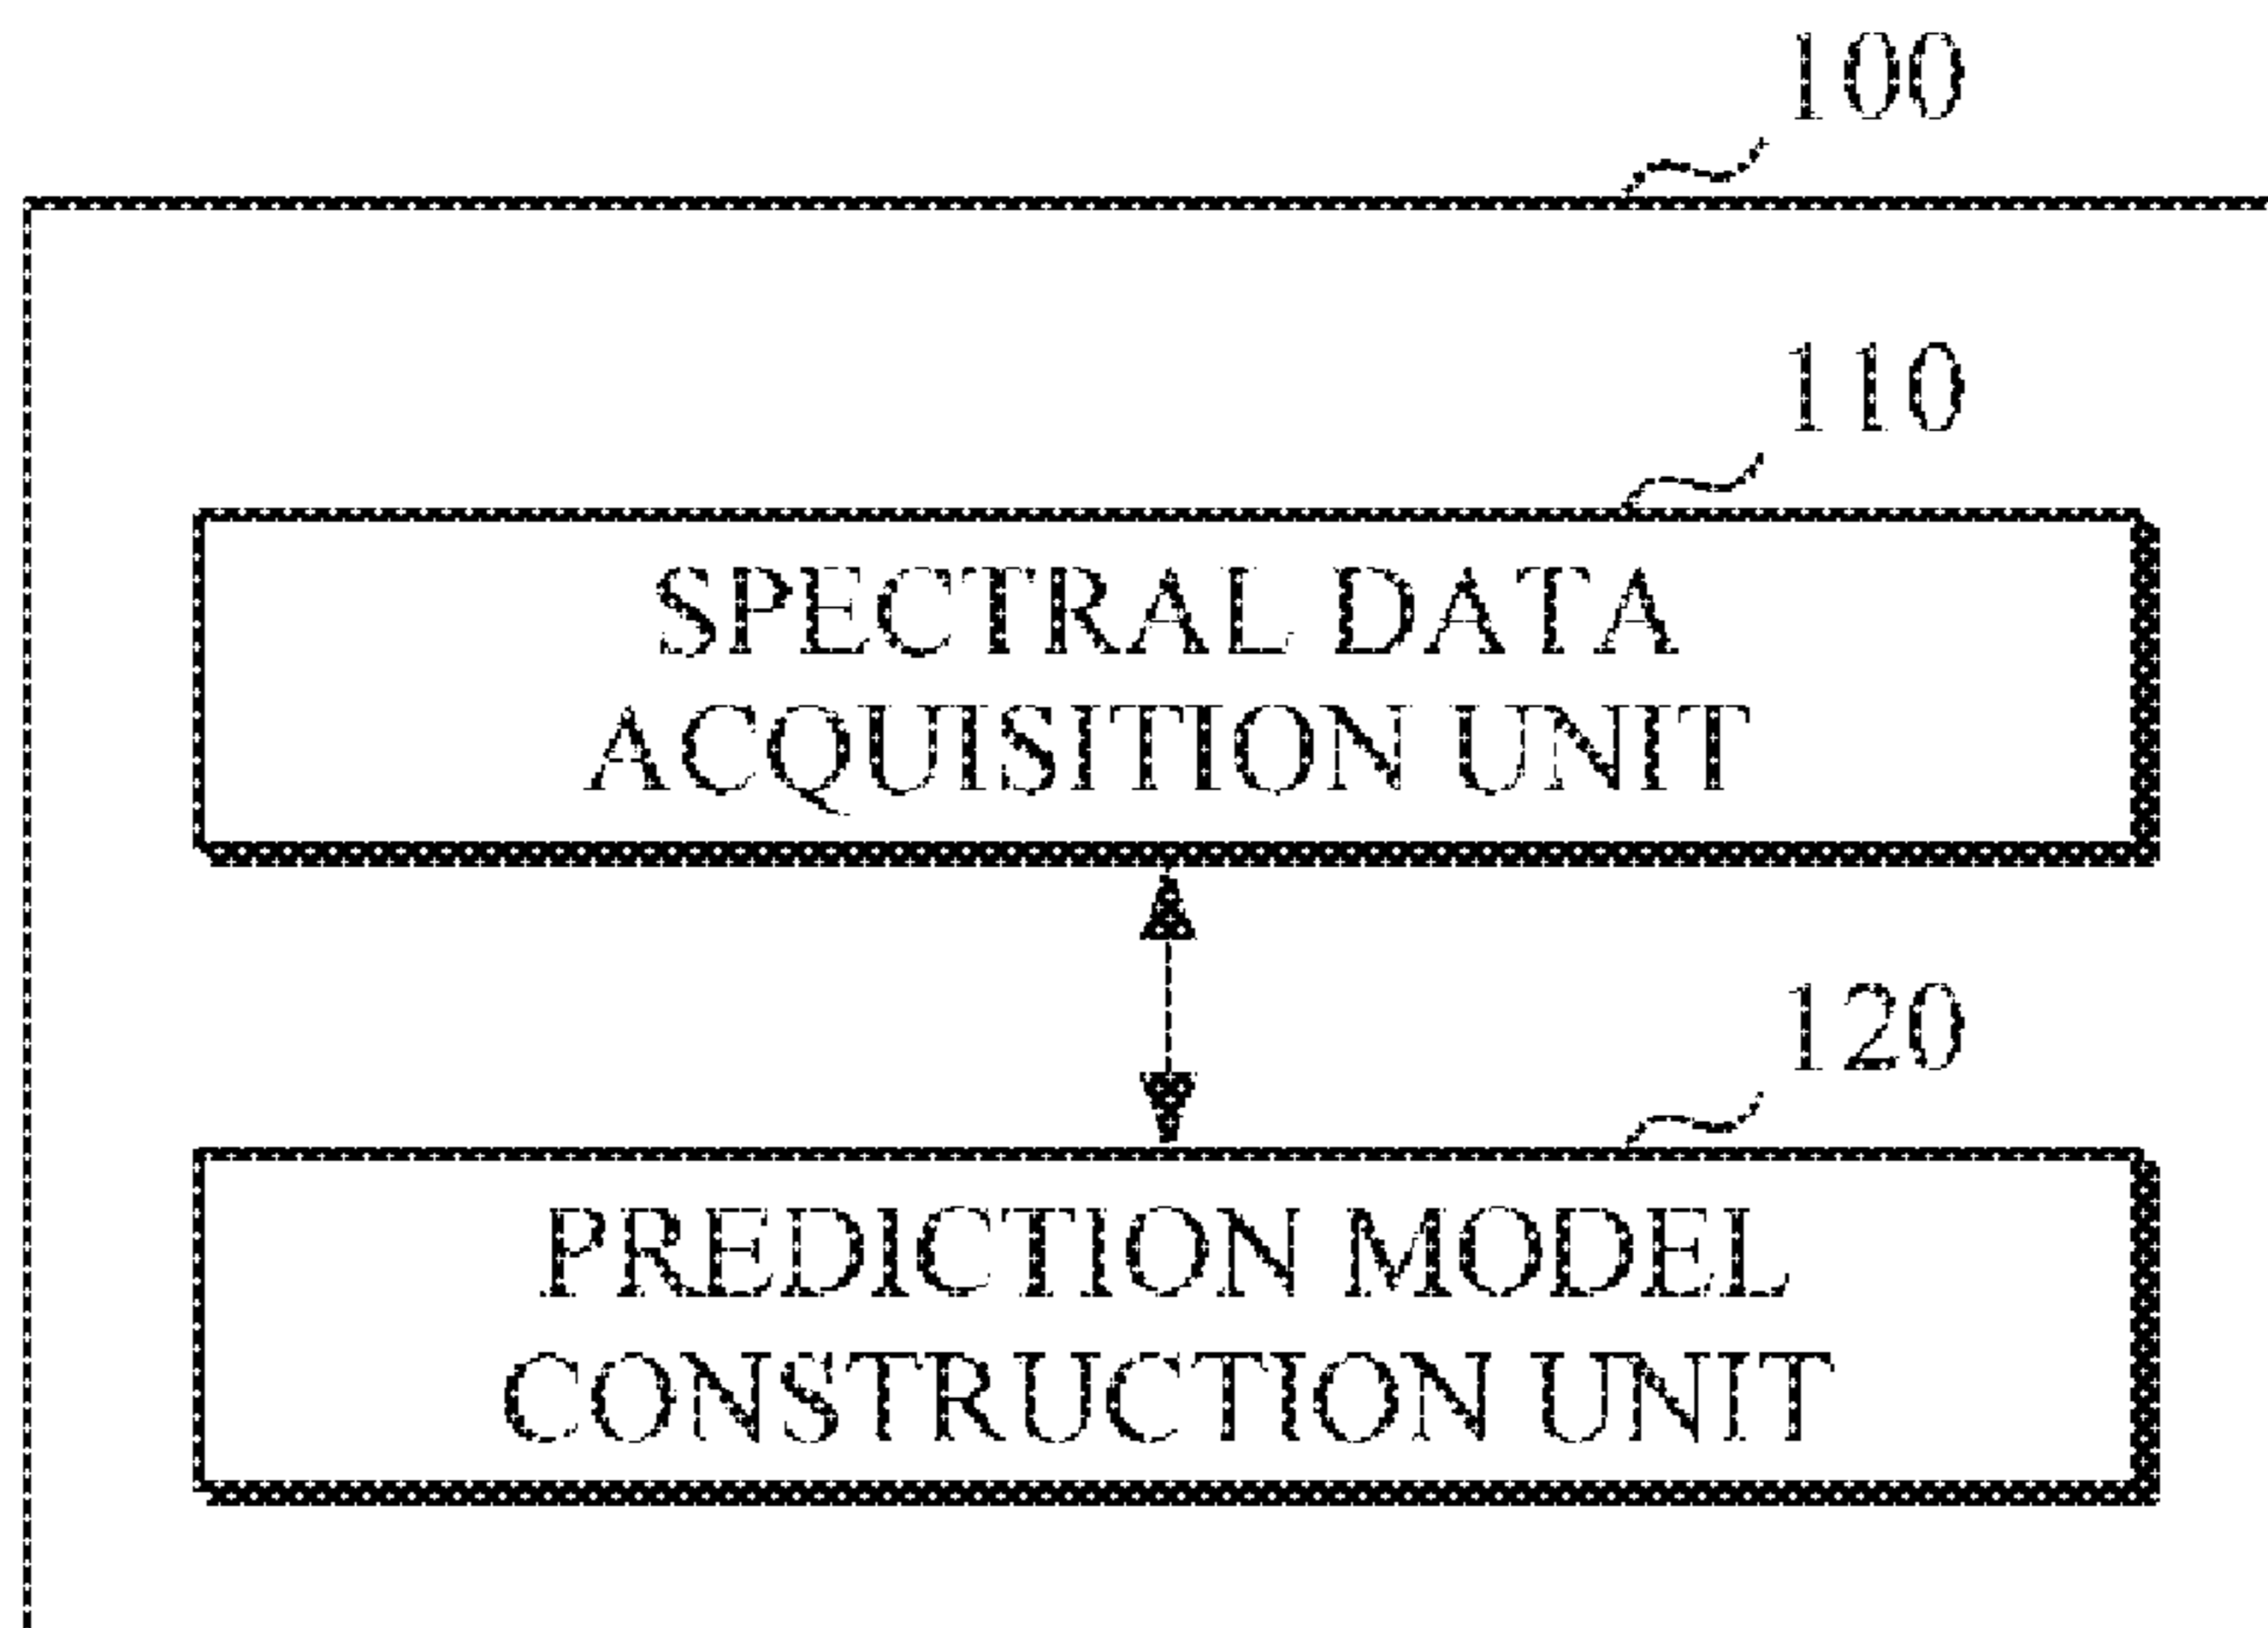 100
110
SPECTRAL DATA
ACQUISITION UNIT
120
PREDICTION MODEL
CONSTRUCTION UNIT